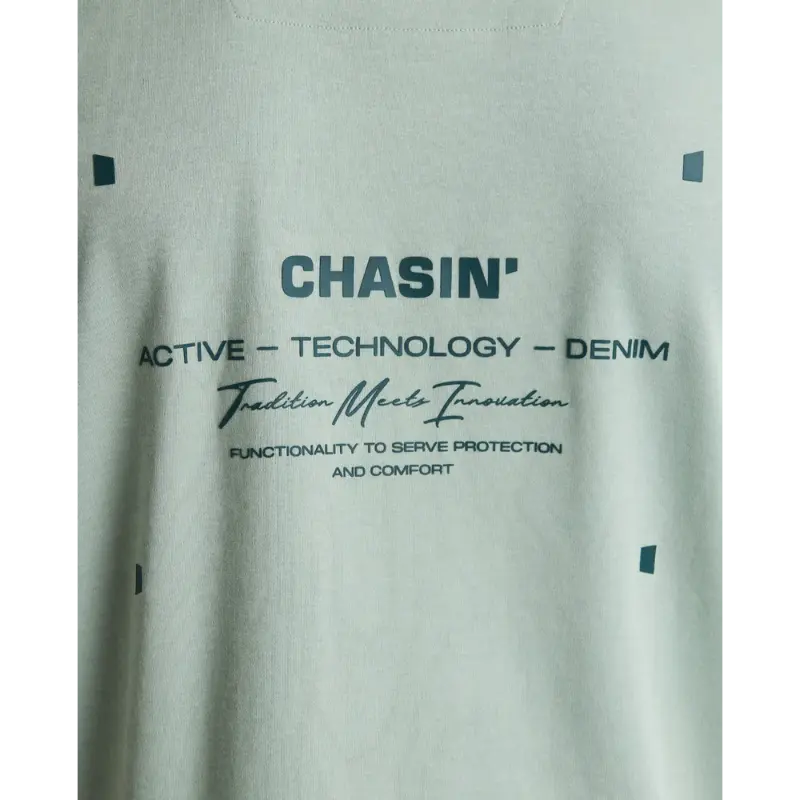 CHASIN'
ACTIVE – TECHNOLOGY – DENIM
Tradition Meets Innovation
FUNCTIONALITY TO SERVE PROTECTION
AND COMFORT